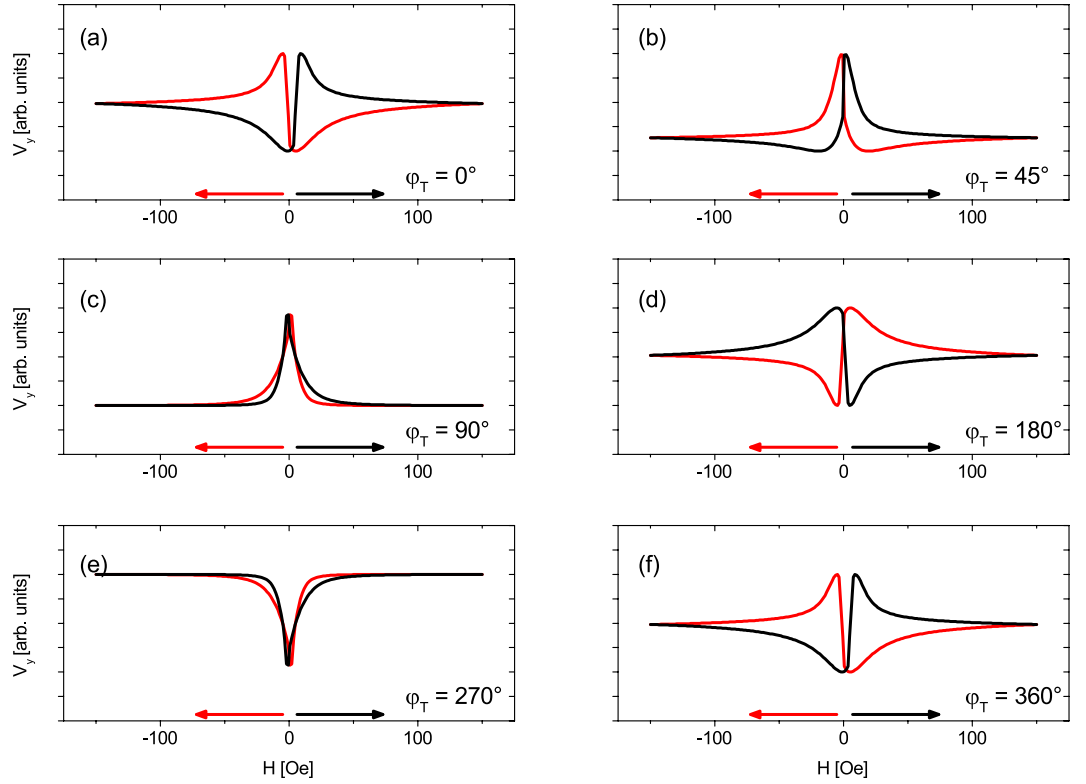 (a)
V_y [arb. units]
φ_T = 0°
-100 0 100
(b)
φ_T = 45°
-100 0 100
(c)
V_y [arb. units]
φ_T = 90°
-100 0 100
(d)
φ_T = 180°
-100 0 100
(e)
V_y [arb. units]
φ_T = 270°
-100 0 100
H [Oe]
(f)
φ_T = 360°
-100 0 100
H [Oe]